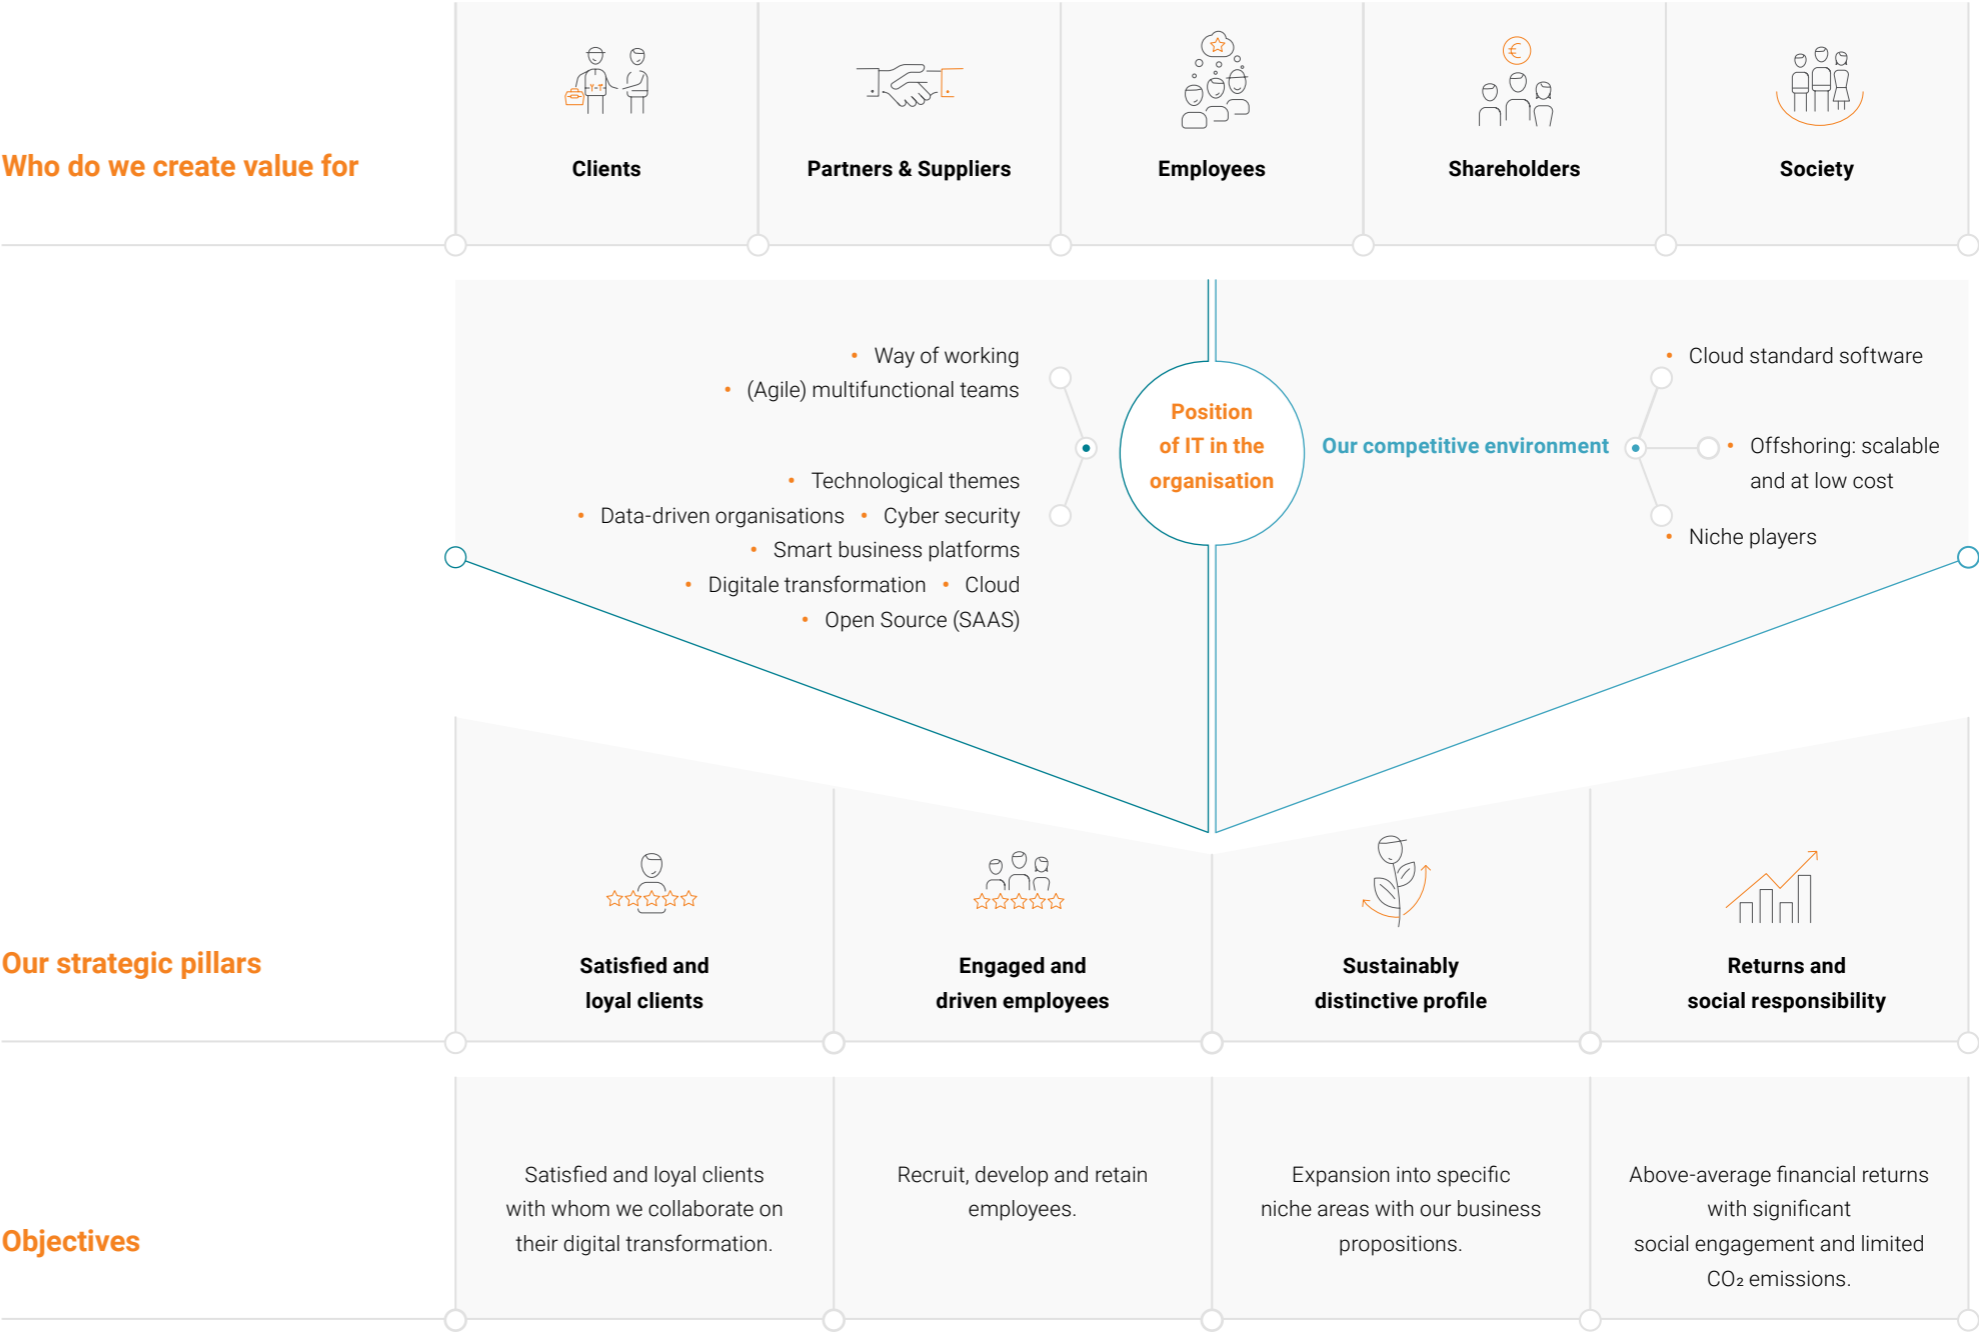 Who do we create value for
Clients
Partners & Suppliers
Employees
€
Shareholders
Society
• Way of working
• (Agile) multifunctional teams
• Technological themes
• Data-driven organisations • Cyber security
• Smart business platforms
• Digitale transformation • Cloud
• Open Source (SAAS)
Position
of IT in the
organisation
Our competitive environment
• Cloud standard software
• Offshoring: scalable
and at low cost
• Niche players
Our strategic pillars
Satisfied and
loyal clients
Engaged and
driven employees
Sustainably
distinctive profile
Returns and
social responsibility
Objectives
Satisfied and loyal clients
with whom we collaborate on
their digital transformation.
Recruit, develop and retain
employees.
Expansion into specific
niche areas with our business
propositions.
Above-average financial returns
with significant
social engagement and limited
CO₂ emissions.